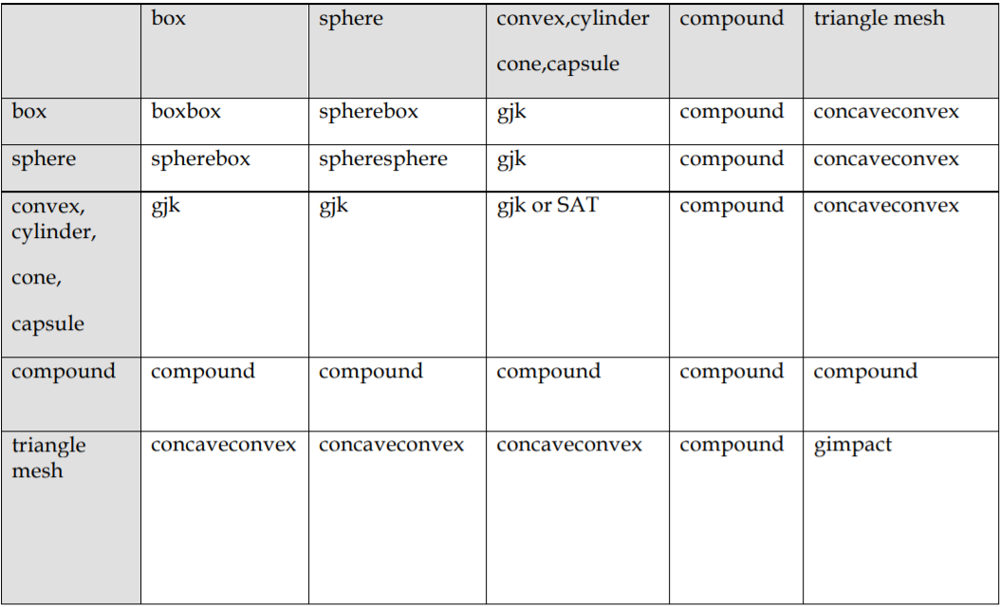 box sphere convex,cylinder compound triangle mesh
cone,capsule
box boxbox spherebox gjk compound concaveconvex
sphere spherebox spheresphere gjk compound concaveconvex
convex, gjk gjk gjk or SAT compound concaveconvex
cylinder,
cone,
capsule
compound compound compound compound compound compound
triangle concaveconvex concaveconvex concaveconvex compound gimpact
mesh